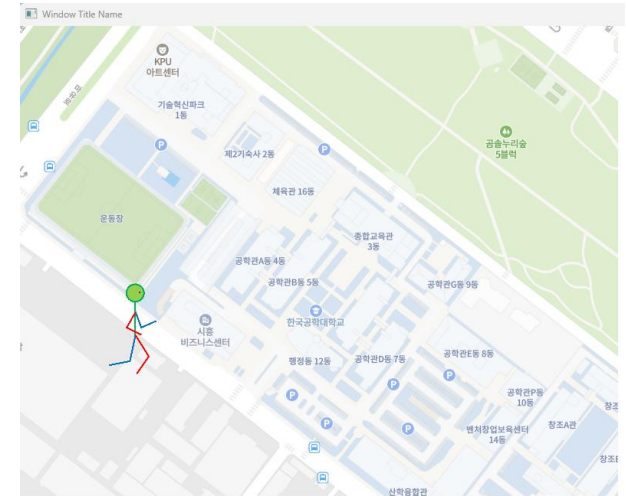 Window Title Name
KPU
아트센터
기술혁신파크
1동
제2기숙사 2동
P
P
곰솔누리숲
5블럭
체육관 16동
운동장
종합교육관
3동
공학관A동 4동
공학관B동 5동
공학관G동 9동
한국공학대학교
시흥
비즈니스센터
행정동 12동
공학관D동 7동
공학관E동 8동
P
P
P
P
P
공학관P동
10동
벤처창업보육센터
14동
창조A관
산학융합관